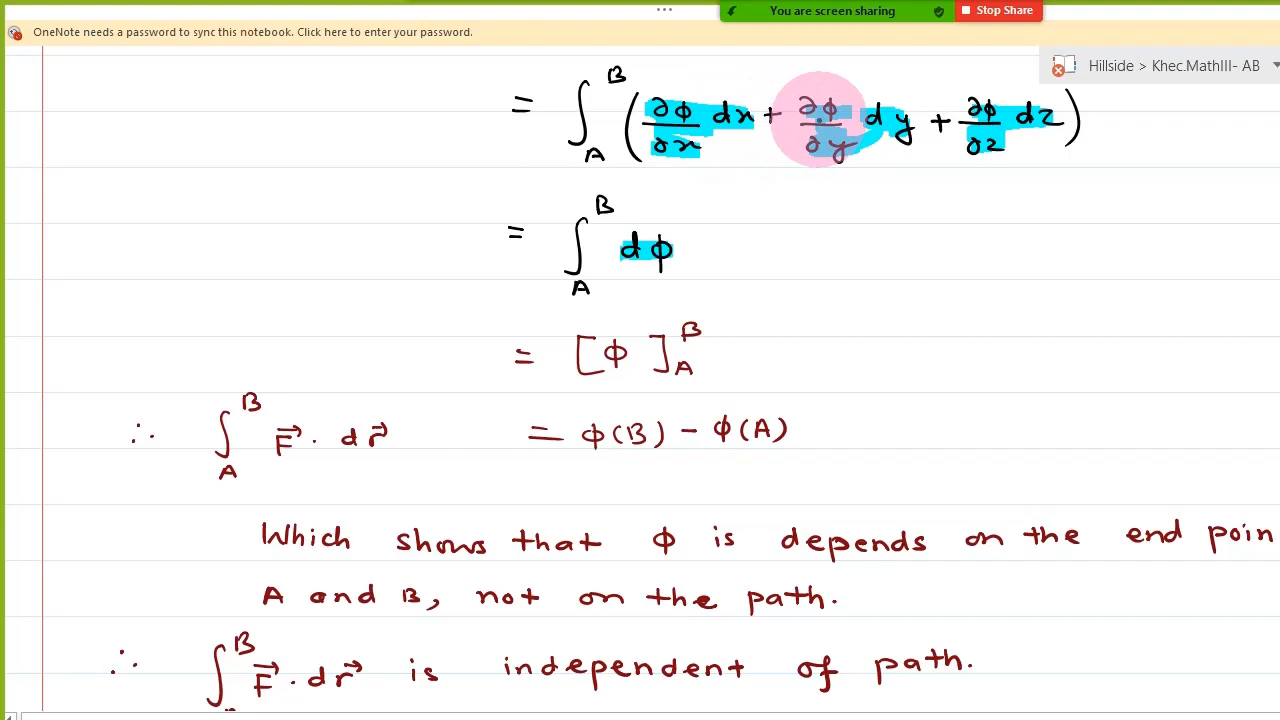 You are screen sharing Stop Share
OneNote needs a password to sync this notebook. Click here to enter your password.
Hillside > Khec.MathIII- AB
= ∫_A^B (∂ϕ/∂x dx + ∂ϕ/∂y dy + ∂ϕ/∂z dz)
= ∫_A^B dϕ
= [ϕ]_A^B
∴ ∫_A^B F⃗ . dr⃗ = ϕ(B) - ϕ(A)
Which shows that ϕ is depends on the end poin
A and B, not on the path.
∴ ∫^B F⃗ . dr⃗ is independent of path.